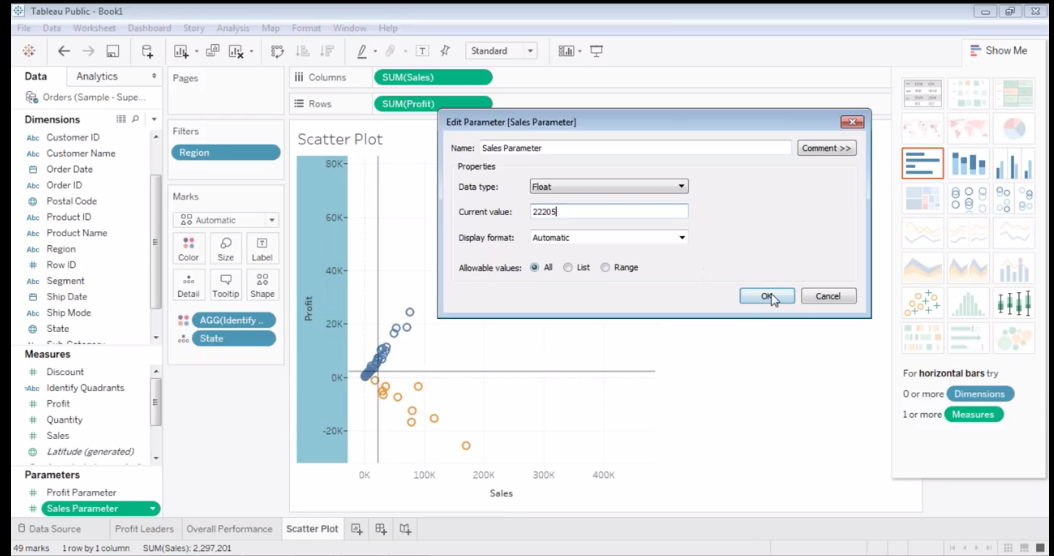 Tableau Public - Book1
File Data Worksheet Dashboard Story Analysis Map Format Window Help
Standard
Show Me
Data Analytics
Orders (Sample - Supe...
Dimensions
Abc Customer ID
Abc Customer Name
Order Date
Abc Order ID
Postal Code
Abc Product ID
Abc Product Name
Abc Region
# Row ID
Abc Segment
Ship Date
Abc Ship Mode
State
Measures
# Discount
=Abc Identify Quadrants
# Profit
# Quantity
# Sales
Latitude (generated)
Parameters
# Profit Parameter
# Sales Parameter
Pages
Filters
Region
Marks
Automatic
Color Size Label
Detail Tooltip Shape
AGG(Identify ..
State
Columns SUM(Sales)
Rows SUM(Profit)
Scatter Plot
80K
60K
40K
20K
0K
-20K
Profit
0K 100K 200K 300K 400K
Sales
Edit Parameter [Sales Parameter]
Name: Sales Parameter Comment >>
Properties
Data type: Float
Current value: 22205
Display format: Automatic
Allowable values: All List Range
OK Cancel
For horizontal bars try
0 or more Dimensions
1 or more Measures
Data Source Profit Leaders Overall Performance Scatter Plot
49 marks 1 row by 1 column SUM(Sales): 2,297,201